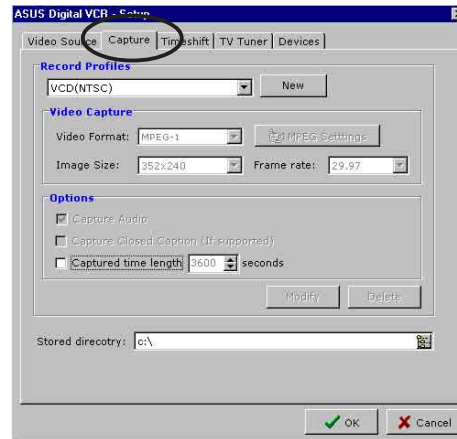 ASUS Digital VCR - Setup
Video Source Capture Timeshift TV Tuner Devices
Record Profiles
VCD(NTSC) New
Video Capture
Video Format: MPEG-1 MPEG Setttings
Image Size: 352x240 Frame rate: 29.97
Options
Capture Audio
Capture Closed Caption (If supported)
Captured time length 3600 seconds
Modify Delete
Stored direcotry: c:\
OK Cancel